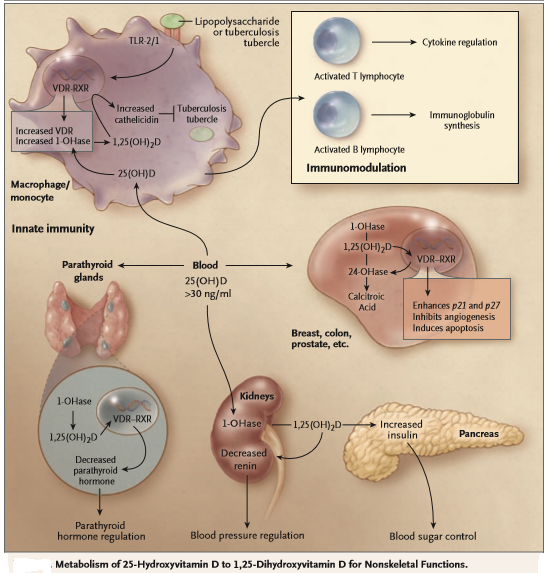 Lipopolysaccharide
or tuberculosis
tubercle
TLR-2/1
VDR-RXR
Increased
cathelicidin
Tuberculosis
tubercle
Increased VDR
Increased 1-OHase
1,25(OH)₂D
25(OH)D
Macrophage/
monocyte
Innate immunity
Activated T lymphocyte
Cytokine regulation
Activated B lymphocyte
Immunoglobulin
synthesis
Immunomodulation
Parathyroid
glands
Blood
25(OH)D
>30 ng/ml
1-OHase
1,25(OH)₂D
24-OHase
Calcitroic
Acid
VDR–RXR
Enhances p21 and p27
Inhibits angiogenesis
Induces apoptosis
Breast, colon,
prostate, etc.
1-OHase
1,25(OH)₂D
VDR–RXR
Decreased
parathyroid
hormone
Parathyroid
hormone regulation
Kidneys
1-OHase
1,25(OH)₂D
Decreased
renin
Blood pressure regulation
Increased
insulin
Pancreas
Blood sugar control
. Metabolism of 25-Hydroxyvitamin D to 1,25-Dihydroxyvitamin D for Nonskeletal Functions.